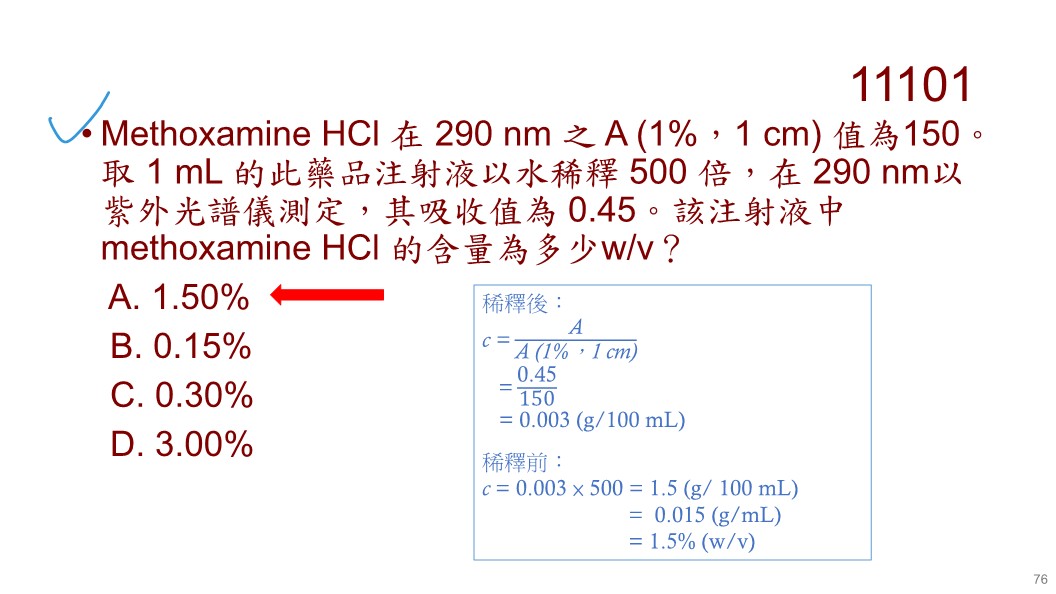 11101
• Methoxamine HCl 在 290 nm 之 A (1%,1 cm) 值為150。
取 1 mL 的此藥品注射液以水稀釋 500 倍,在 290 nm以
紫外光譜儀測定,其吸收值為 0.45。該注射液中
methoxamine HCl 的含量為多少w/v?
A. 1.50%
B. 0.15%
C. 0.30%
D. 3.00%
稀釋後:
c = A / A (1%,1 cm)
= 0.45 / 150
= 0.003 (g/100 mL)
稀釋前:
c = 0.003 × 500 = 1.5 (g/ 100 mL)
= 0.015 (g/mL)
= 1.5% (w/v)
76